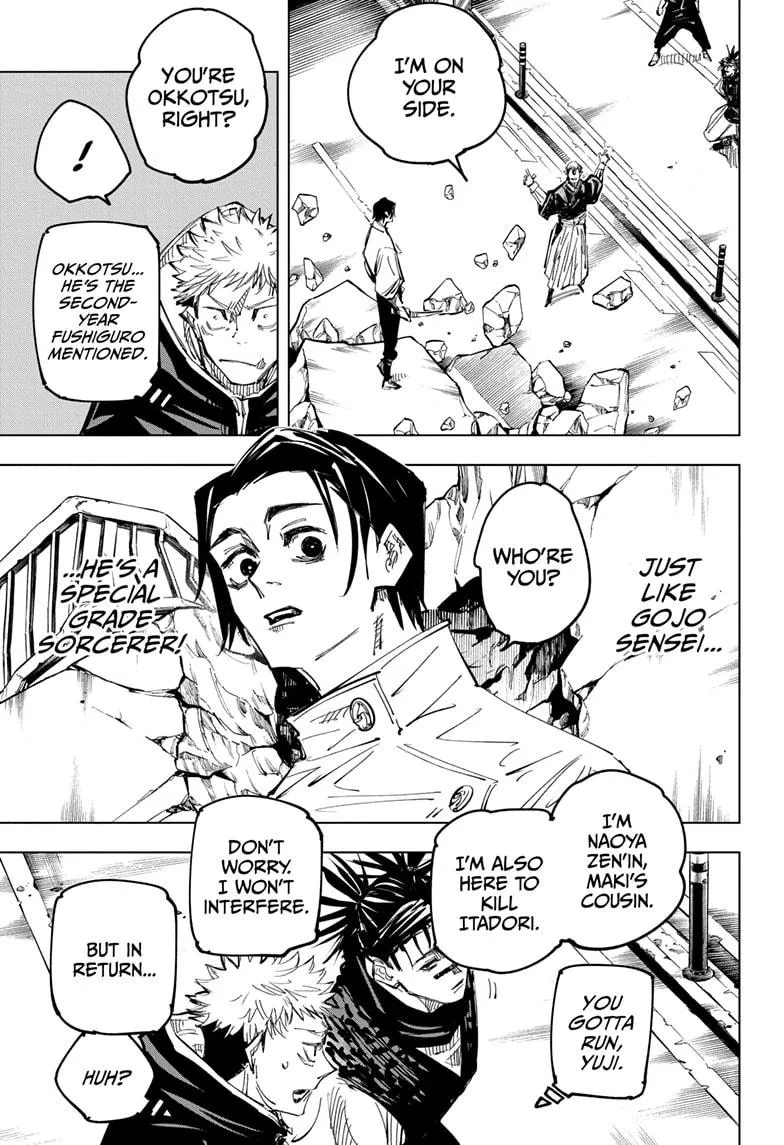 I'M ON
YOUR
SIDE.
YOU'RE
OKKOTSU,
RIGHT?
!
OKKOTSU...
HE'S THE
SECOND-
YEAR
FUSHIGURO
MENTIONED.
JUST
LIKE
GOJO
SENSEI...
WHO'RE
YOU?
...HE'S A
SPECIAL
GRADE
SORCERER!
I'M
NAOYA
ZEN'IN,
MAKI'S
COUSIN.
I'M ALSO
HERE TO
KILL
ITADORI.
DON'T
WORRY.
I WON'T
INTERFERE.
BUT IN
RETURN...
YOU
GOTTA
RUN,
YUJI.
HUH?